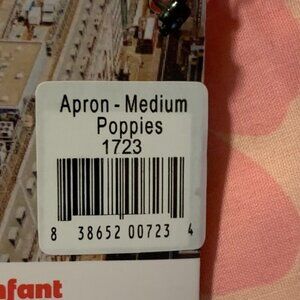 Apron - Medium
Poppies
1723
8 38652 00723 4
nfant